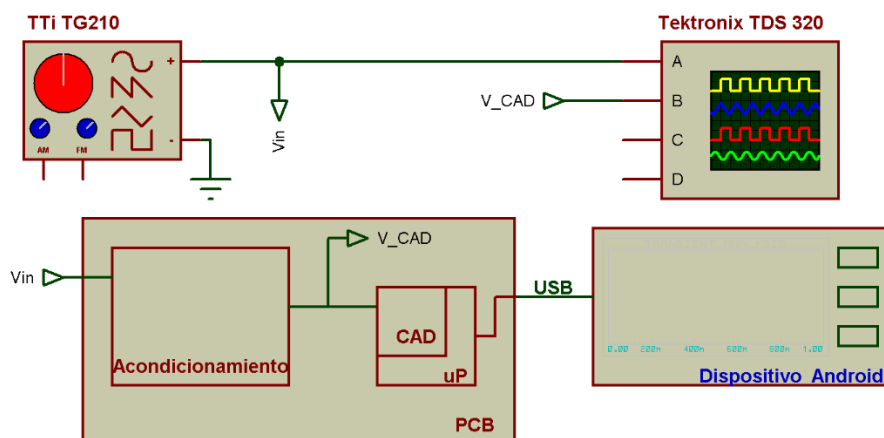 TTi TG210
Tektronix TDS 320
+
A
V_CAD
B
Vin
C
-
AM
FM
D
V_CAD
Vin
USB
CAD
Acondicionamiento
uP
0.00 200m 400m 600m 800m 1.00
Dispositivo Android
PCB